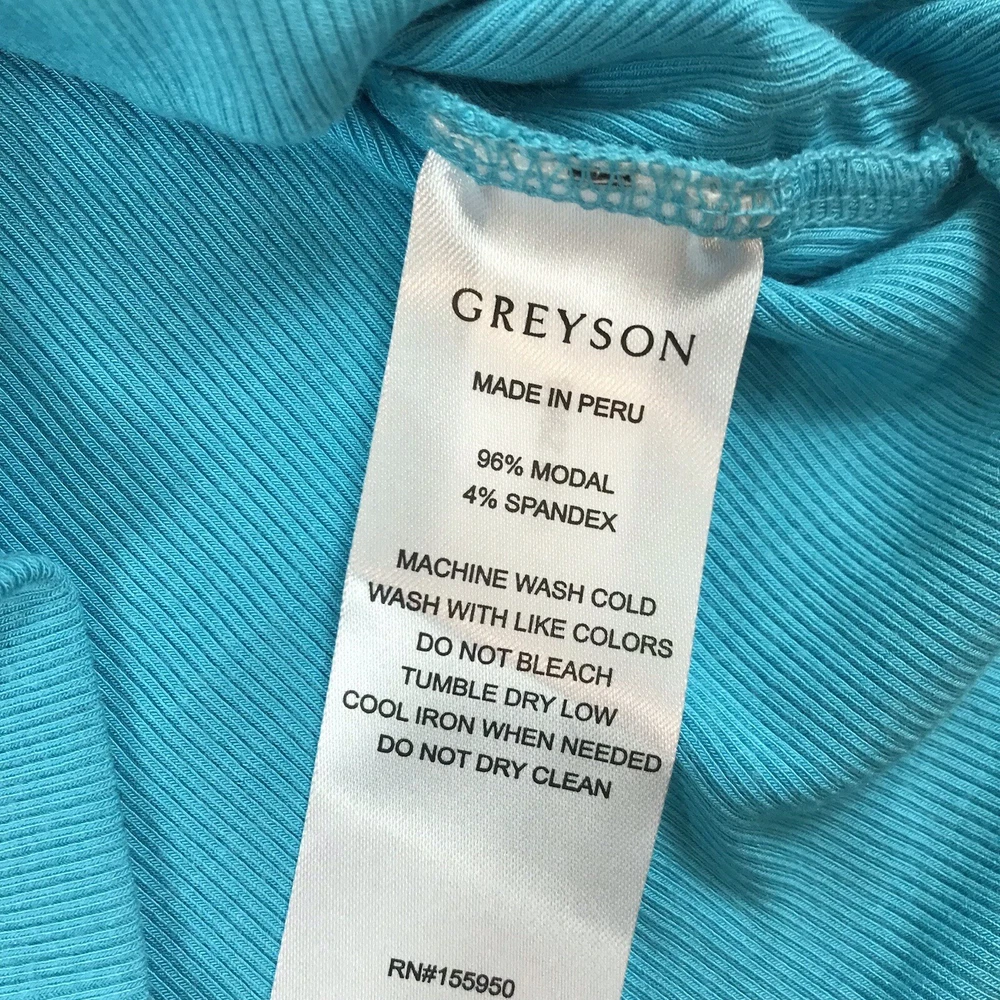 GREYSON
MADE IN PERU
96% MODAL
4% SPANDEX
MACHINE WASH COLD
WASH WITH LIKE COLORS
DO NOT BLEACH
TUMBLE DRY LOW
COOL IRON WHEN NEEDED
DO NOT DRY CLEAN
RN#155950